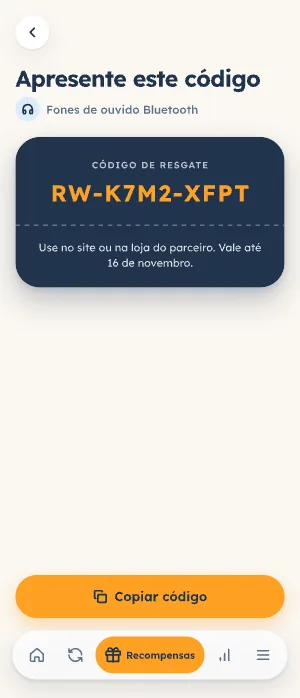 Apresente este código
Fones de ouvido Bluetooth
CÓDIGO DE RESGATE
RW-K7M2-XFPT
Use no site ou na loja do parceiro. Vale até
16 de novembro.
Copiar código
Recompensas